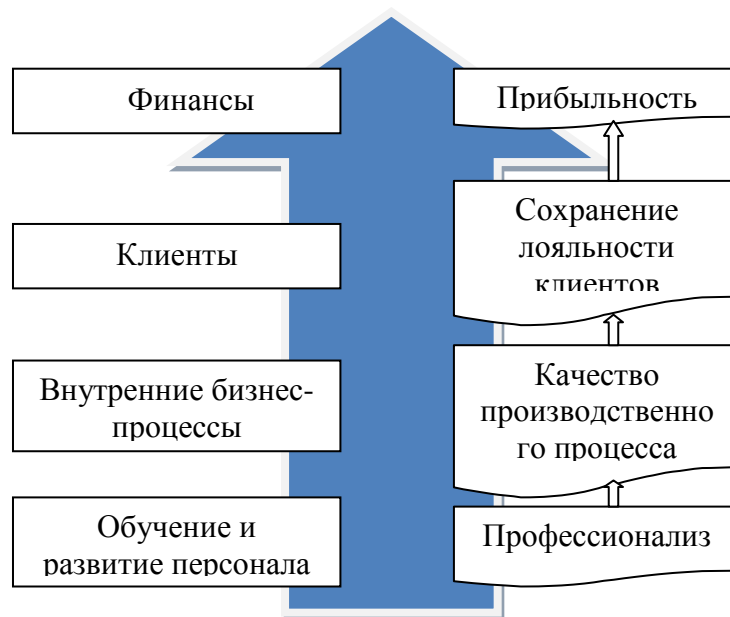 Финансы
Прибыльность
Клиенты
Сохранение
лояльности
клиентов
Внутренние бизнес-
процессы
Качество
производственно
го процесса
Обучение и
развитие персонала
Профессионализ